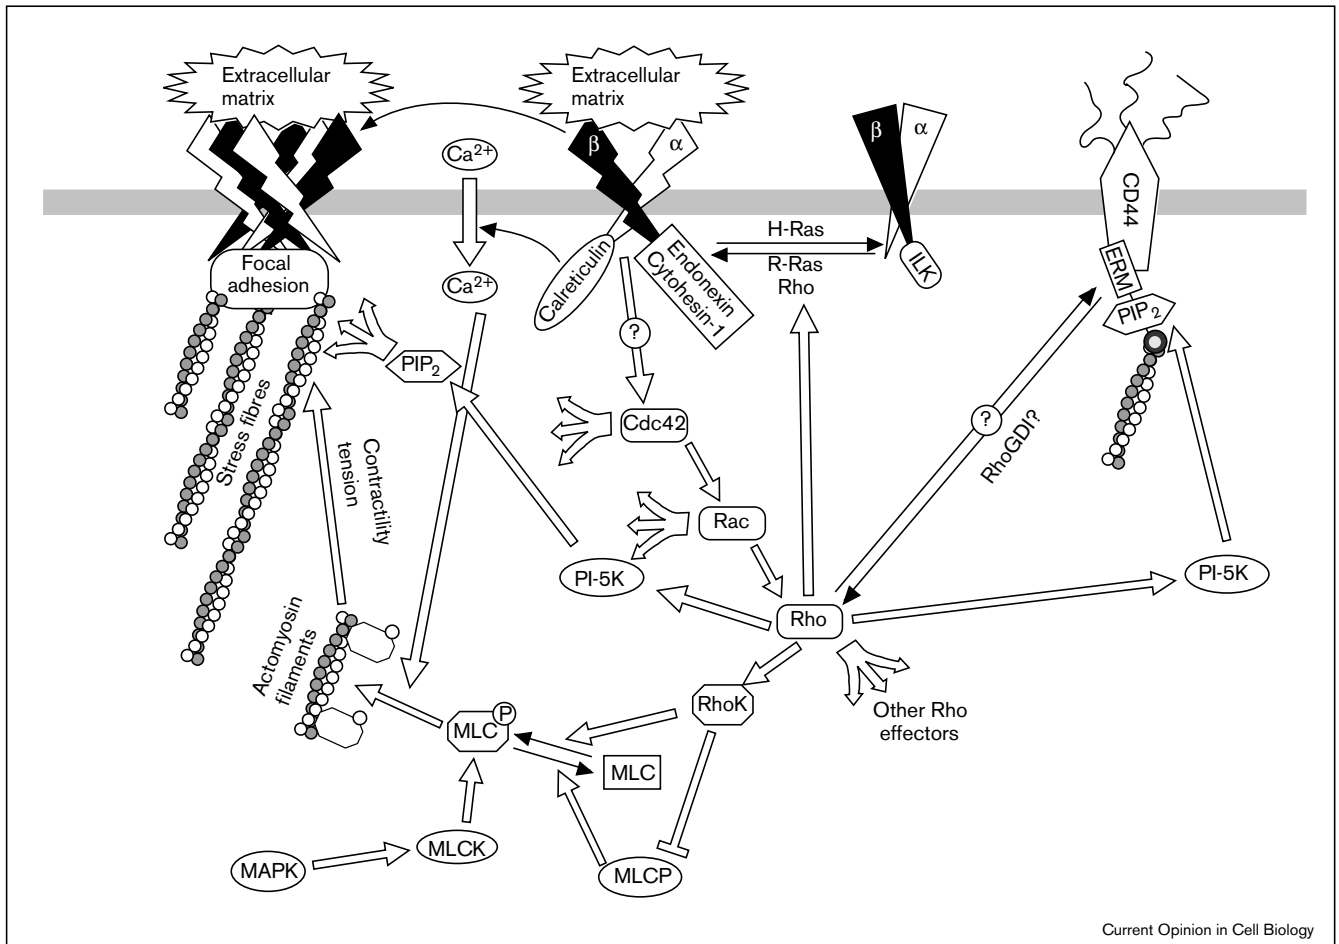 Extracellular
matrix
Extracellular
matrix
β
α
β
α
Ca2+
CD44
H-Ras
R-Ras
Rho
ILK
Focal
adhesion
Ca2+
Calreticulin
Endonexin
Cytohesin-1
ERM
PIP2
?
PIP2
Cdc42
?
RhoGDI?
Stress fibres
Contractility
tension
Rac
PI-5K
PI-5K
Rho
Actomyosin
filaments
RhoK
Other Rho
effectors
P
MLC
MLC
MLCK
MAPK
MLCP
Current Opinion in Cell Biology